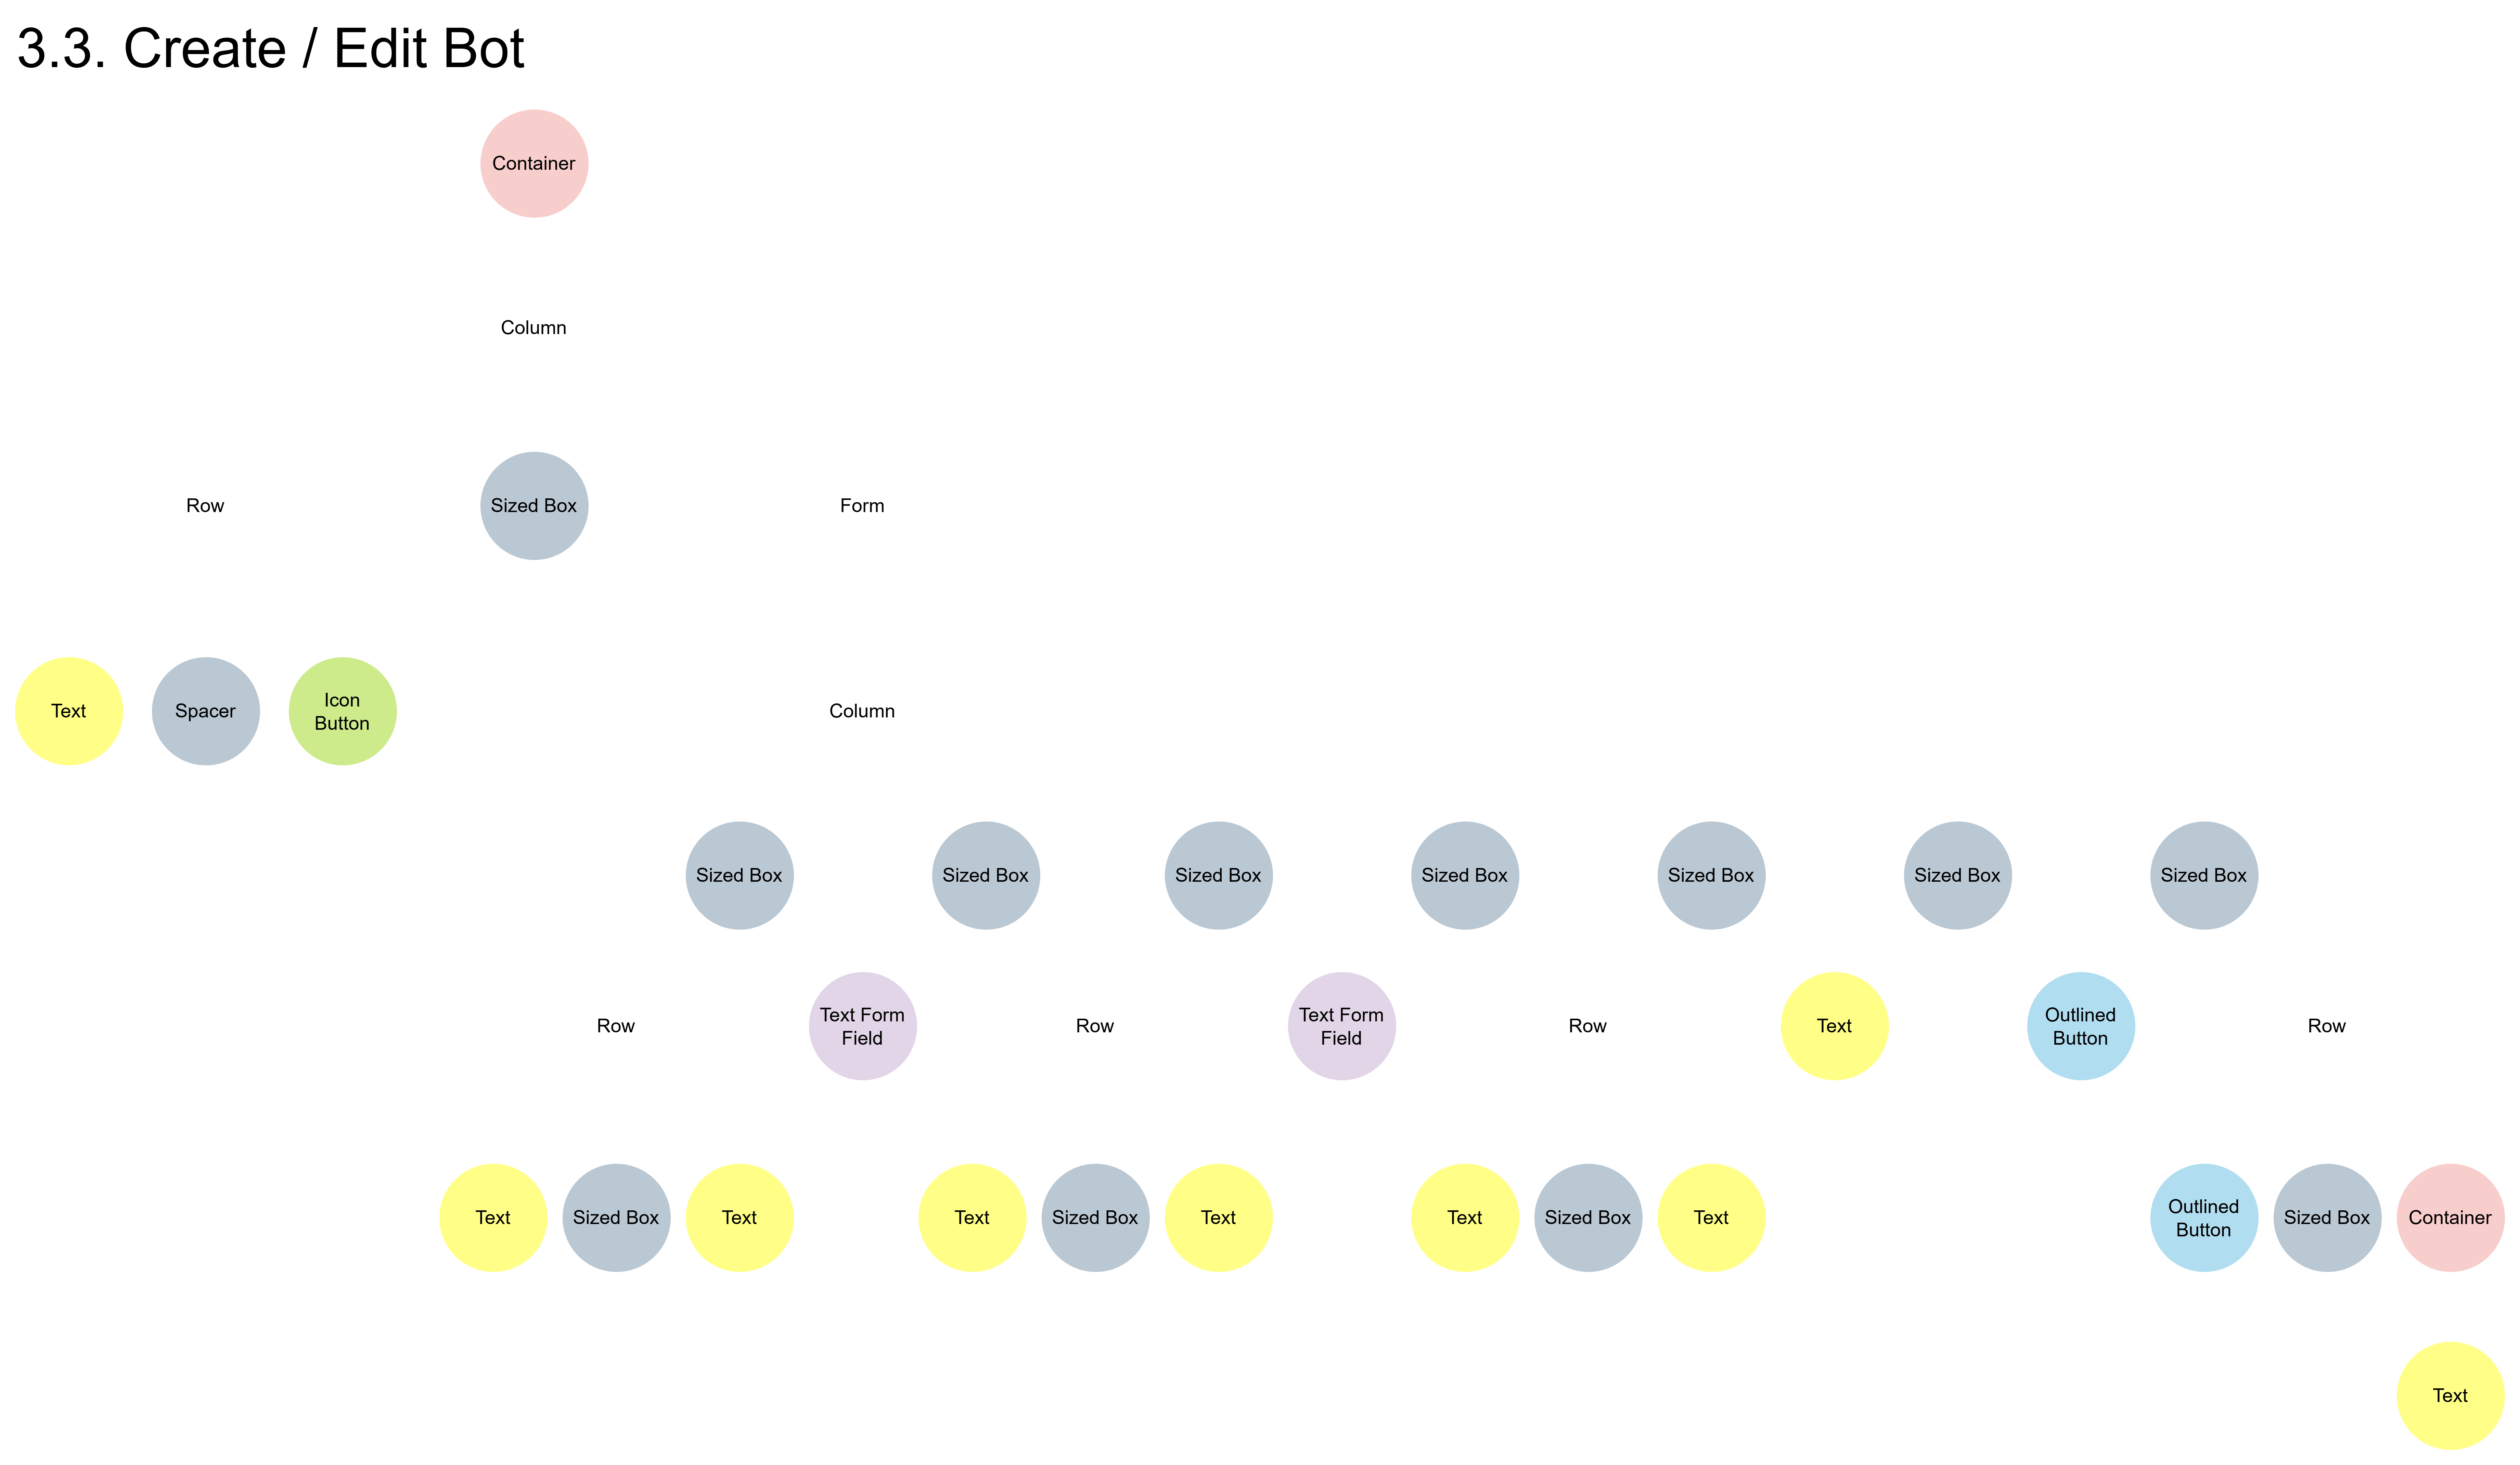 3.3. Create / Edit Bot
Container
Column
Row
Sized Box
Form
Text
Spacer
Icon
Button
Column
Sized Box
Sized Box
Sized Box
Sized Box
Sized Box
Sized Box
Sized Box
Row
Text Form
Field
Row
Text Form
Field
Row
Text
Outlined
Button
Row
Text
Sized Box
Text
Text
Sized Box
Text
Text
Sized Box
Text
Outlined
Button
Sized Box
Container
Text